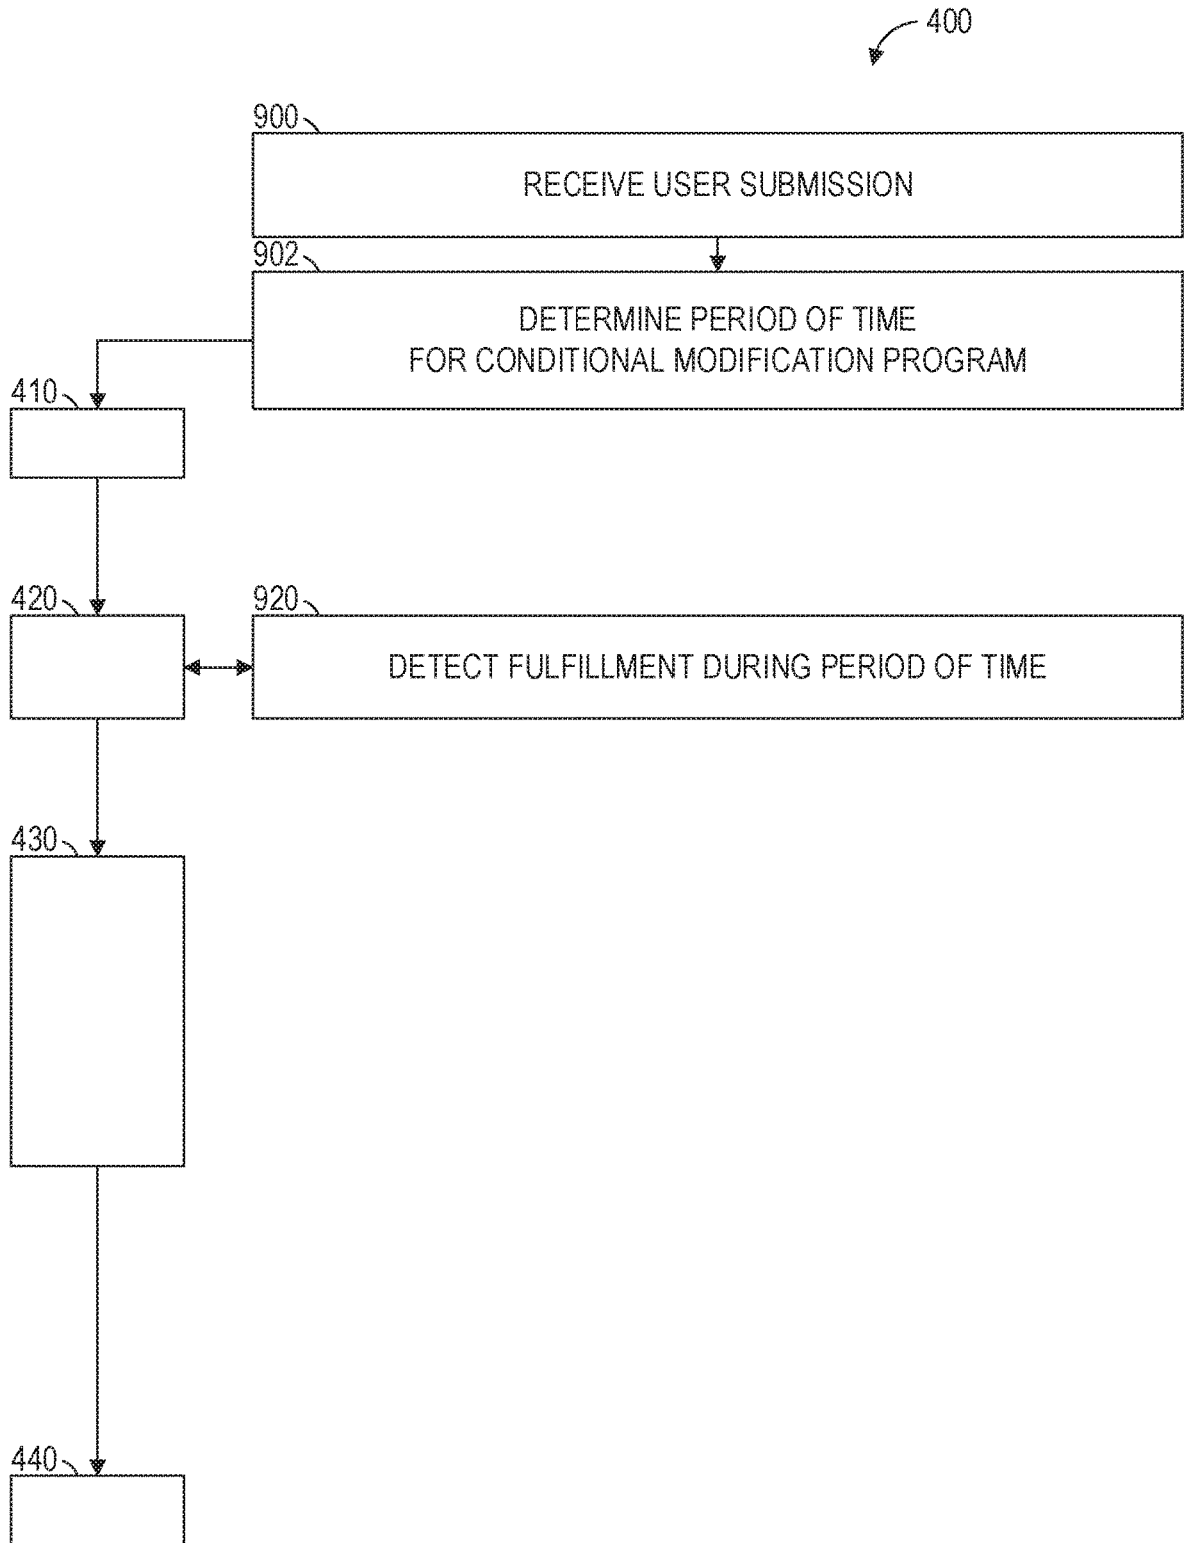 400
900
RECEIVE USER SUBMISSION
902
DETERMINE PERIOD OF TIME
FOR CONDITIONAL MODIFICATION PROGRAM
410
420
920
DETECT FULFILLMENT DURING PERIOD OF TIME
430
440